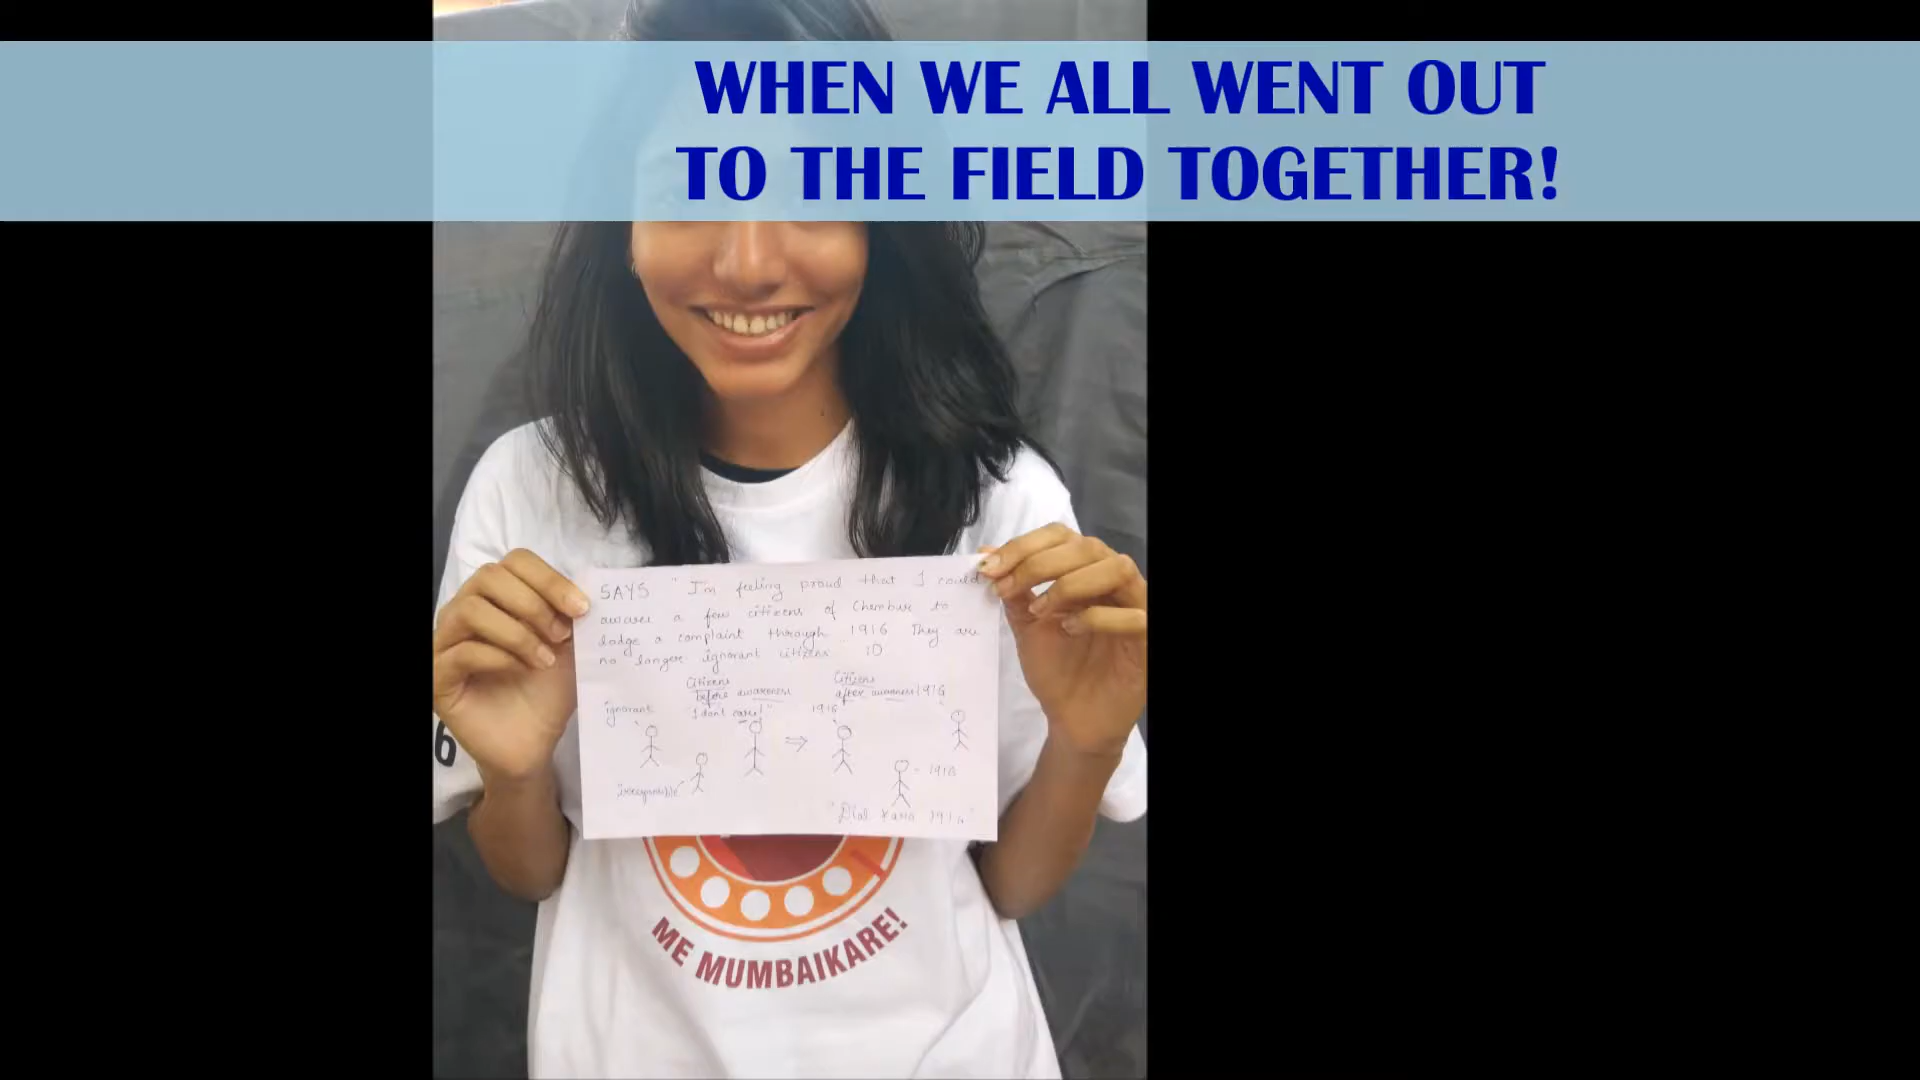 WHEN WE ALL WENT OUT
TO THE FIELD TOGETHER!
SAYS "I'm feeling proud that I could
aware a few citizens of Chembur to
lodge a complaint through 1916 They are
no longer ignorant citizens :D
Citizens
before awareness
Citizens
after awareness
1916
ignorant
"I dont care!"
1916
⇒
irresponsible
1916
"Dial Karo 1916"
6
ME MUMBAIKARE!